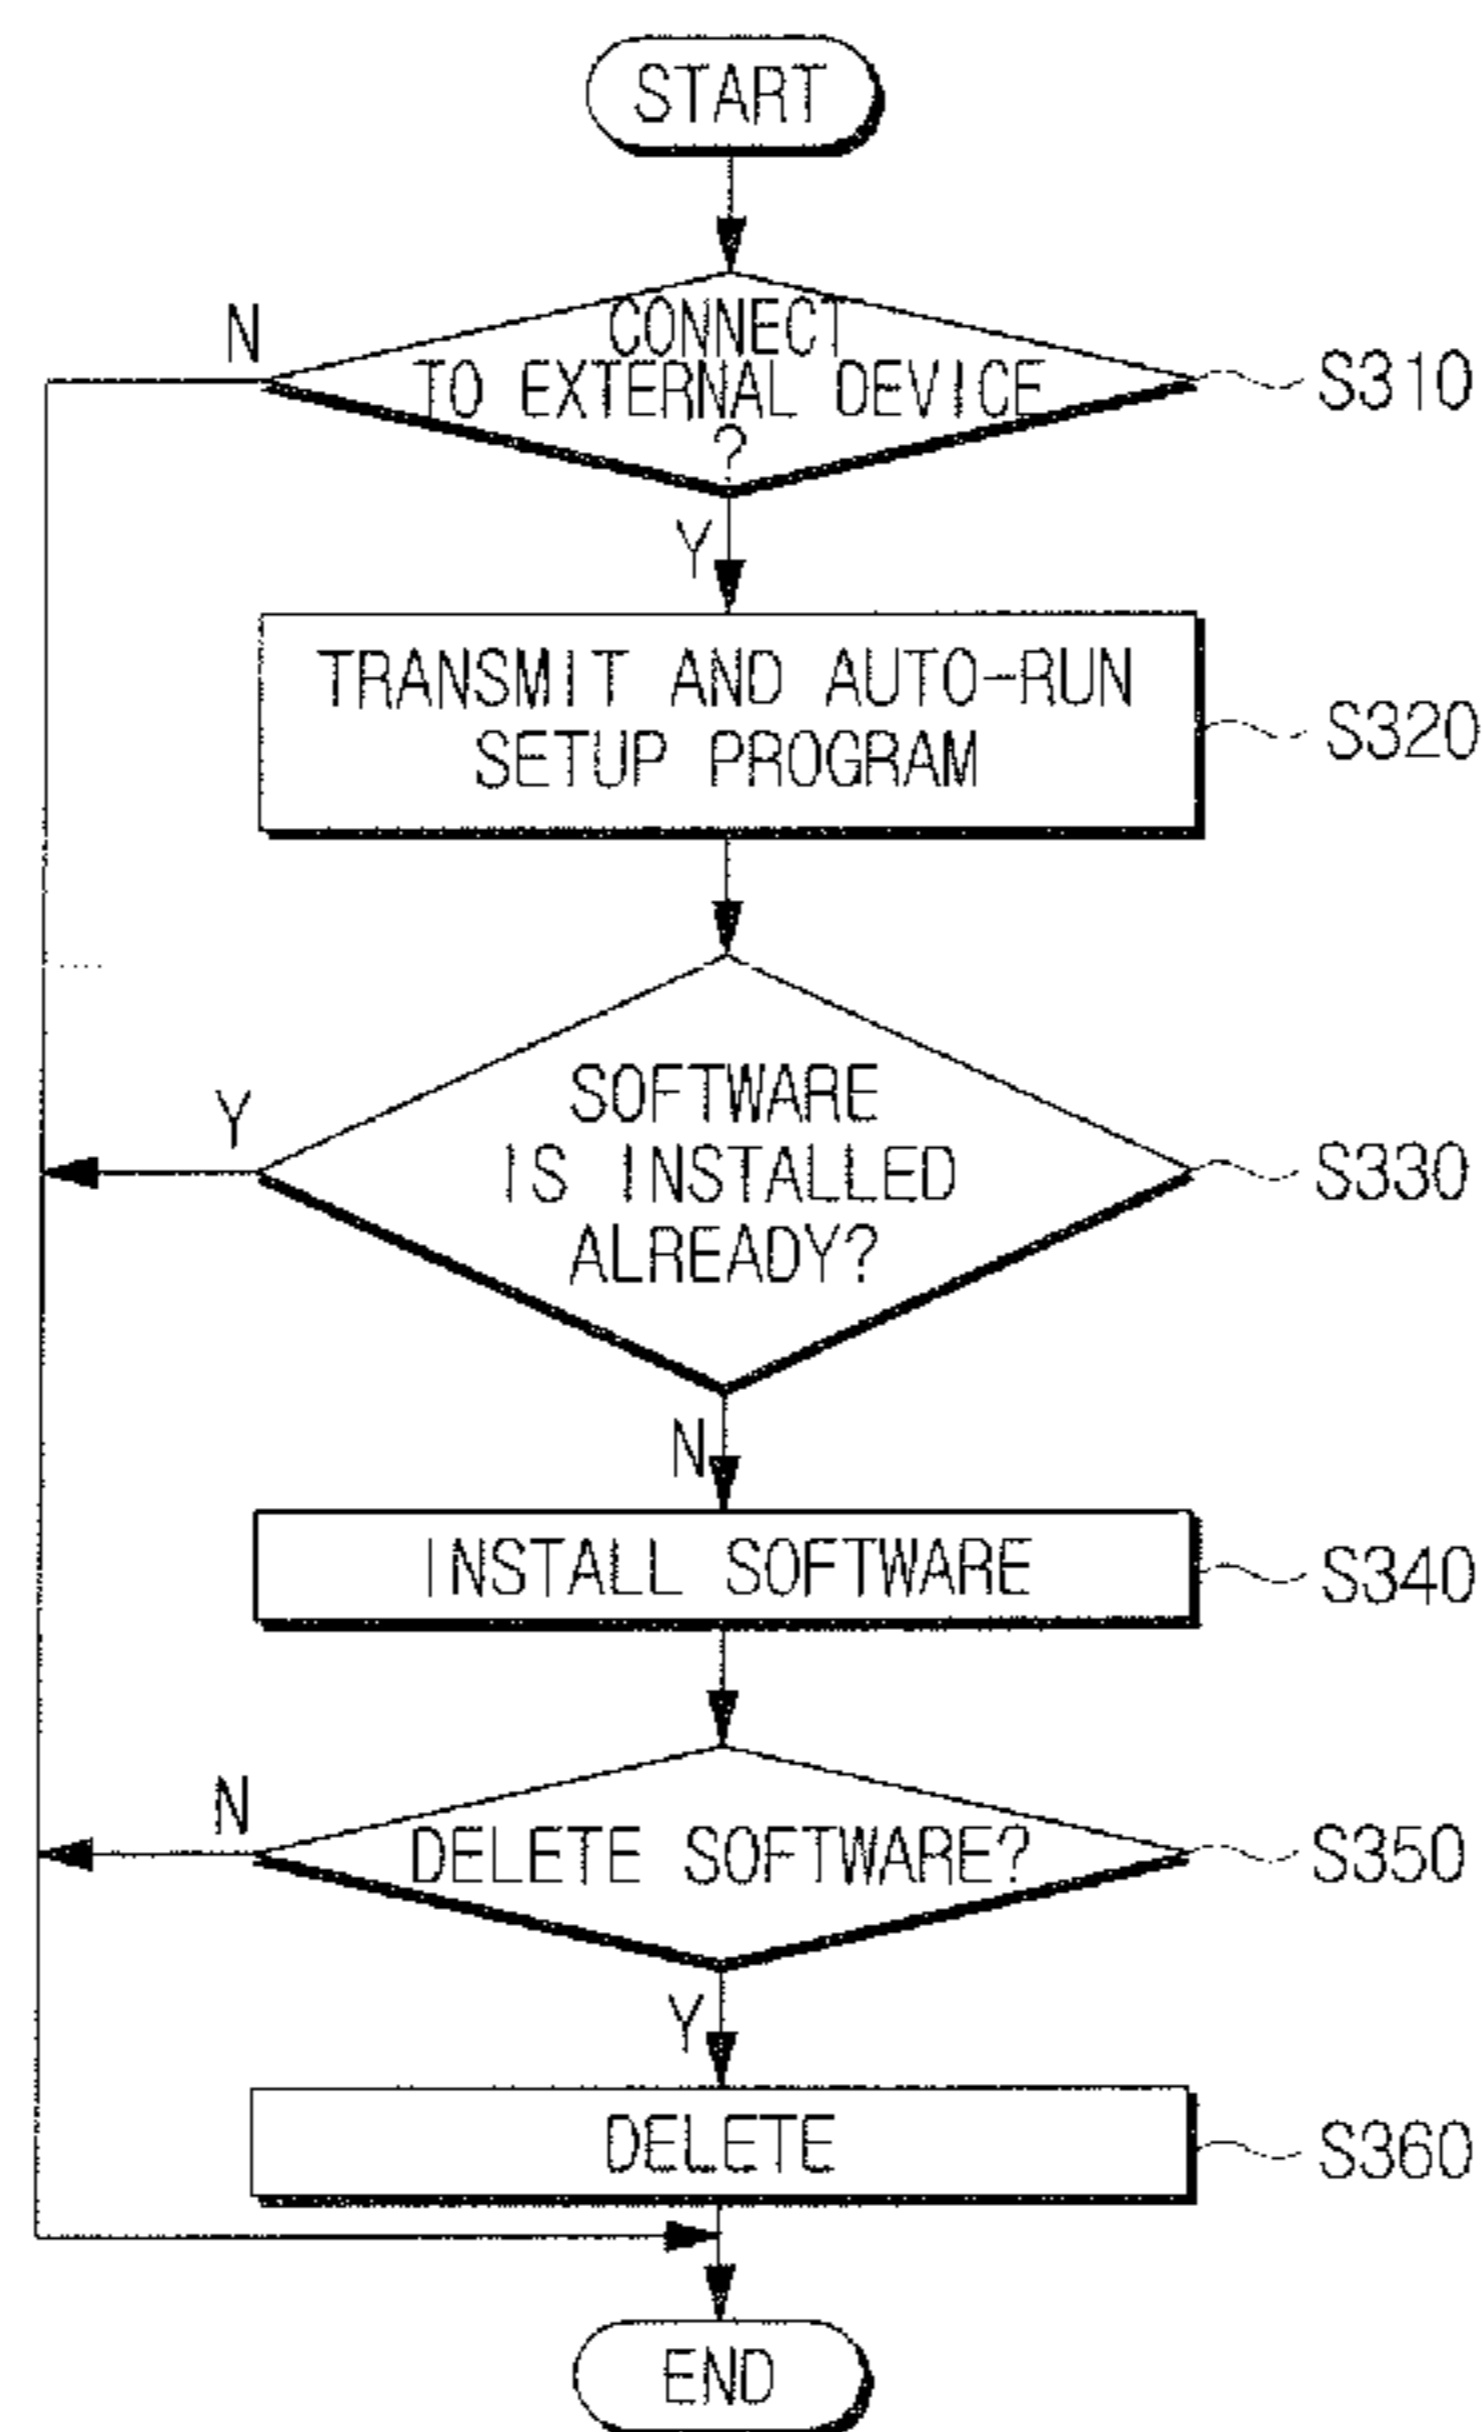 START
N
CONNECT
TO EXTERNAL DEVICE
?
S310
Y
TRANSMIT AND AUTO-RUN
SETUP PROGRAM
S320
Y
SOFTWARE
IS INSTALLED
ALREADY?
S330
N
INSTALL SOFTWARE
S340
N
DELETE SOFTWARE?
S350
Y
DELETE
S360
END